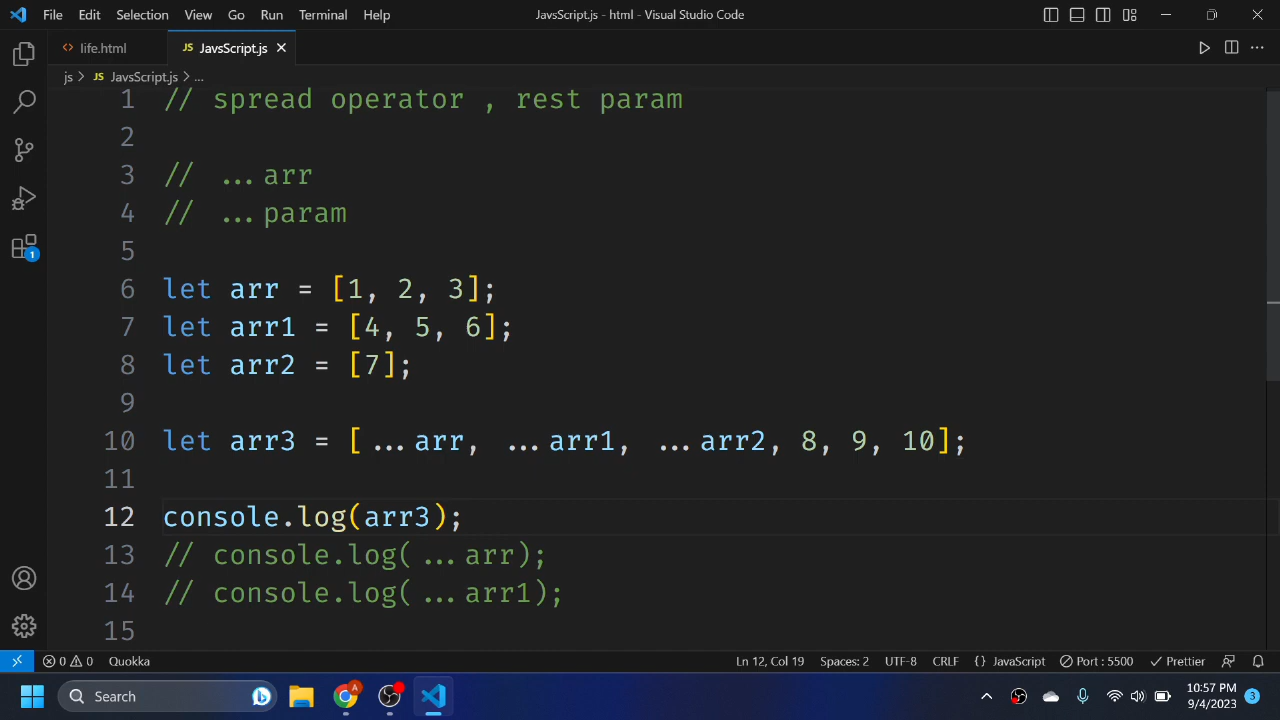 File Edit Selection View Go Run Terminal Help JavsScript.js - html - Visual Studio Code
<> life.html JS JavsScript.js ×
js > JS JavsScript.js > ...
1 // spread operator , rest param
2
3 // ...arr
4 // ...param
5
6 let arr = [1, 2, 3];
7 let arr1 = [4, 5, 6];
8 let arr2 = [7];
9
10 let arr3 = [...arr, ...arr1, ...arr2, 8, 9, 10];
11
12 console.log(arr3);
13 // console.log(...arr);
14 // console.log(...arr1);
15
1
0 0 Quokka Ln 12, Col 19 Spaces: 2 UTF-8 CRLF {} JavaScript Port : 5500 Prettier
Search A 10:57 PM
9/4/2023 3